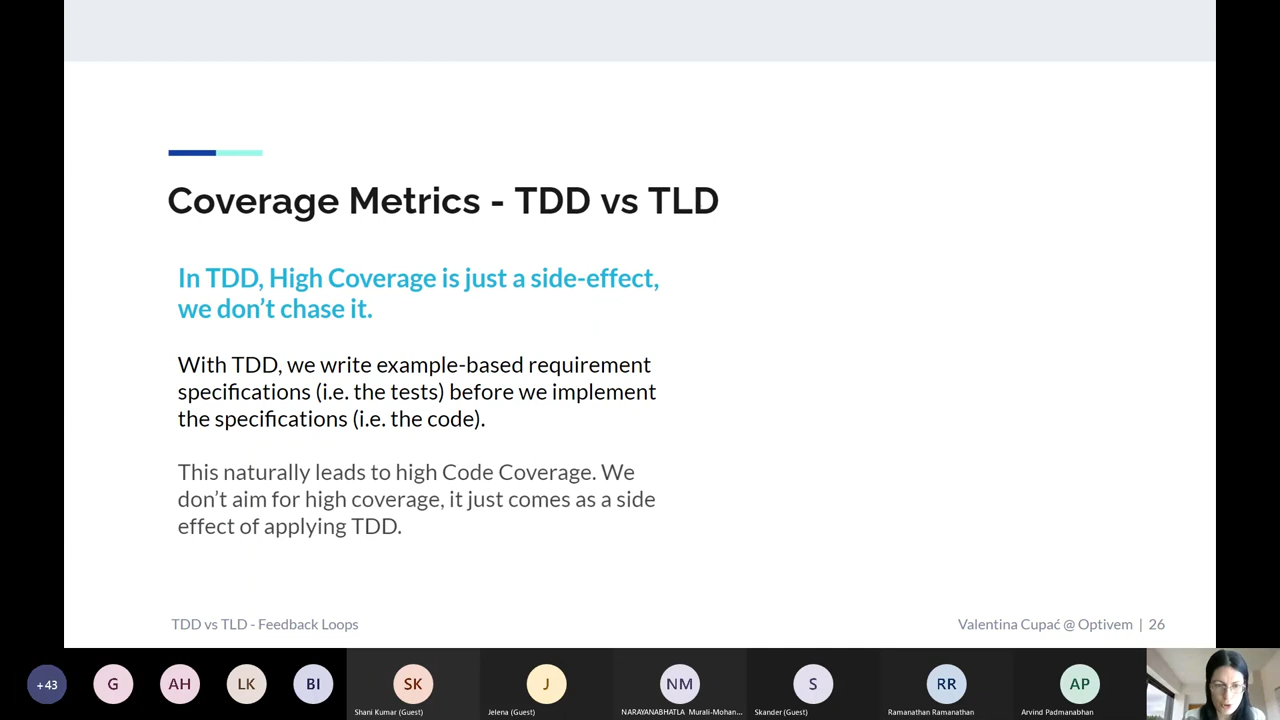 Coverage Metrics - TDD vs TLD
In TDD, High Coverage is just a side-effect,
we don’t chase it.
With TDD, we write example-based requirement
specifications (i.e. the tests) before we implement
the specifications (i.e. the code).
This naturally leads to high Code Coverage. We
don’t aim for high coverage, it just comes as a side
effect of applying TDD.
TDD vs TLD - Feedback Loops
Valentina Cupać @ Optivem | 26
+43
G
AH
LK
BI
SK
J
NM
S
RR
AP
Shani Kumar (Guest)
Jelena (Guest)
NARAYANABHATLA Murali-Mohan...
Skander (Guest)
Ramanathan Ramanathan
Arvind Padmanabhan